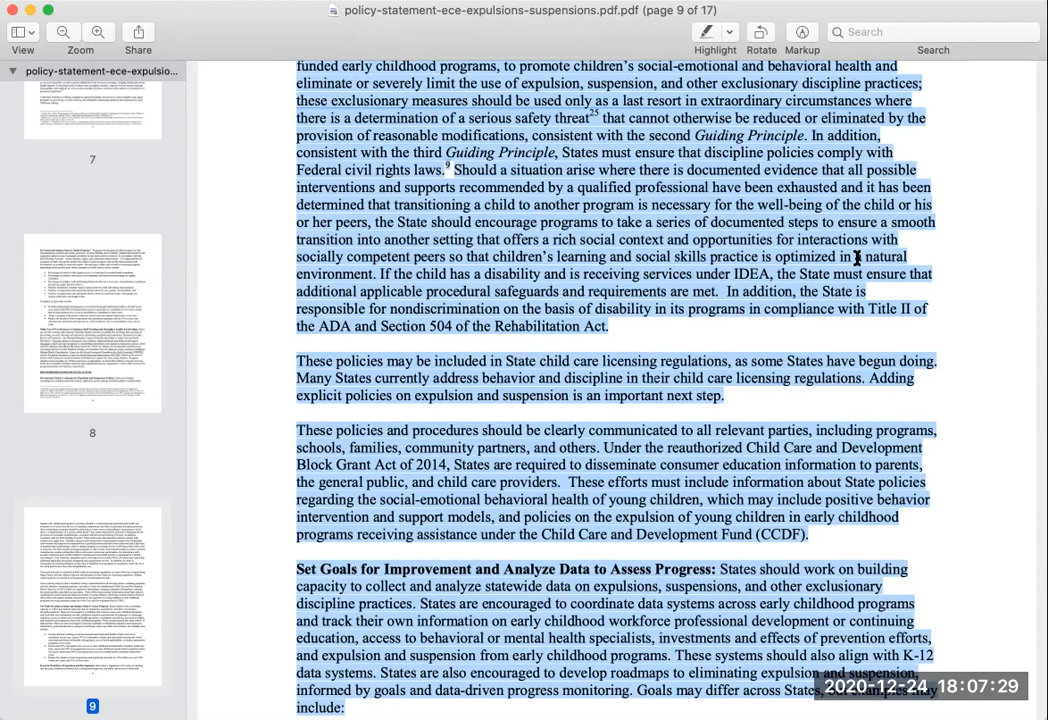 policy-statement-ece-expulsions-suspensions.pdf.pdf (page 9 of 17)
View
Zoom
Share
Highlight
Rotate
Markup
Search
Search
policy-statement-ece-expulsio...
7
8
9
funded early childhood programs, to promote children's social-emotional and behavioral health and
eliminate or severely limit the use of expulsion, suspension, and other exclusionary discipline practices;
these exclusionary measures should be used only as a last resort in extraordinary circumstances where
there is a determination of a serious safety threat25 that cannot otherwise be reduced or eliminated by the
provision of reasonable modifications, consistent with the second Guiding Principle. In addition,
consistent with the third Guiding Principle, States must ensure that discipline policies comply with
Federal civil rights laws.9 Should a situation arise where there is documented evidence that all possible
interventions and supports recommended by a qualified professional have been exhausted and it has been
determined that transitioning a child to another program is necessary for the well-being of the child or his
or her peers, the State should encourage programs to take a series of documented steps to ensure a smooth
transition into another setting that offers a rich social context and opportunities for interactions with
socially competent peers so that children's learning and social skills practice is optimized in a natural
environment. If the child has a disability and is receiving services under IDEA, the State must ensure that
additional applicable procedural safeguards and requirements are met. In addition, the State is
responsible for nondiscrimination on the basis of disability in its programs in compliance with Title II of
the ADA and Section 504 of the Rehabilitation Act.
These policies may be included in State child care licensing regulations, as some States have begun doing.
Many States currently address behavior and discipline in their child care licensing regulations. Adding
explicit policies on expulsion and suspension is an important next step.
These policies and procedures should be clearly communicated to all relevant parties, including programs,
schools, families, community partners, and others. Under the reauthorized Child Care and Development
Block Grant Act of 2014, States are required to disseminate consumer education information to parents,
the general public, and child care providers. These efforts must include information about State policies
regarding the social-emotional behavioral health of young children, which may include positive behavior
intervention and support models, and policies on the expulsion of young children in early childhood
programs receiving assistance under the Child Care and Development Fund (CCDF).
Set Goals for Improvement and Analyze Data to Assess Progress: States should work on building
capacity to collect and analyze statewide data on expulsions, suspensions, and other exclusionary
discipline practices. States are encouraged to coordinate data systems across early childhood programs
and track their own information on early childhood workforce professional development or continuing
education, access to behavioral or mental health specialists, investments and effects of prevention efforts,
and expulsion and suspension from early childhood programs. These systems could also align with K-12
data systems. States are also encouraged to develop roadmaps to eliminating expulsion and suspension,
informed by goals and data-driven progress monitoring. Goals may differ across States, but examples may
include:
2020-12-24 18:07:29